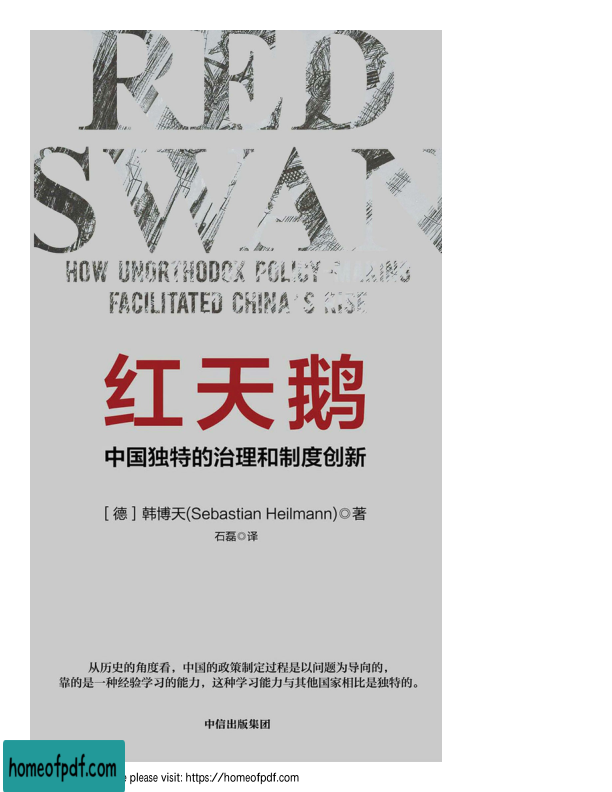 RED
SWAN
HOW UNORTHODOX POLICY MAKING
FACILITATED CHINA'S RISE
红天鹅
中国独特的治理和制度创新
［德］韩博天(Sebastian Heilmann)◎著
石磊◎译
从历史的角度看，中国的政策制定过程是以问题为导向的，
靠的是一种经验学习的能力，这种学习能力与其他国家相比是独特的。
中信出版集团
homeofpdf.com
please visit: https://homeofpdf.com